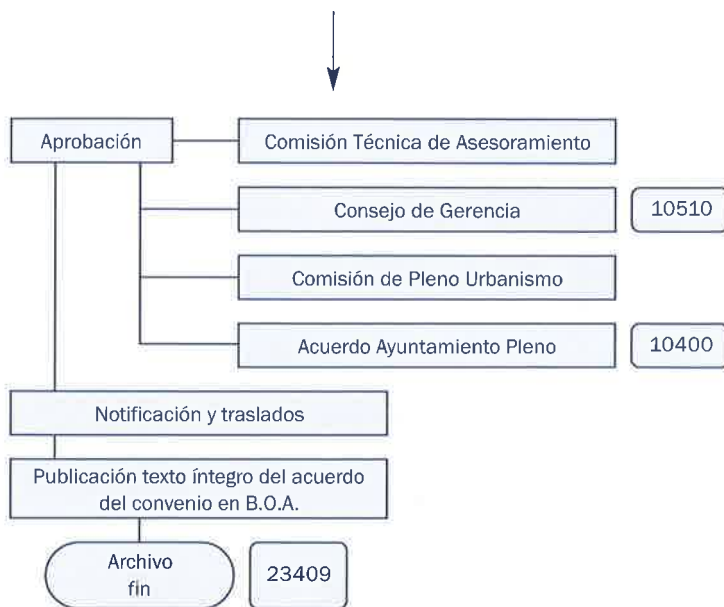 Aprobación
Comisión Técnica de Asesoramiento
Consejo de Gerencia
10510
Comisión de Pleno Urbanismo
Acuerdo Ayuntamiento Pleno
10400
Notificación y traslados
Publicación texto íntegro del acuerdo
del convenio en B.O.A.
Archivo
fin
23409